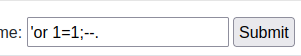 me: 'or 1=1;--. Submit